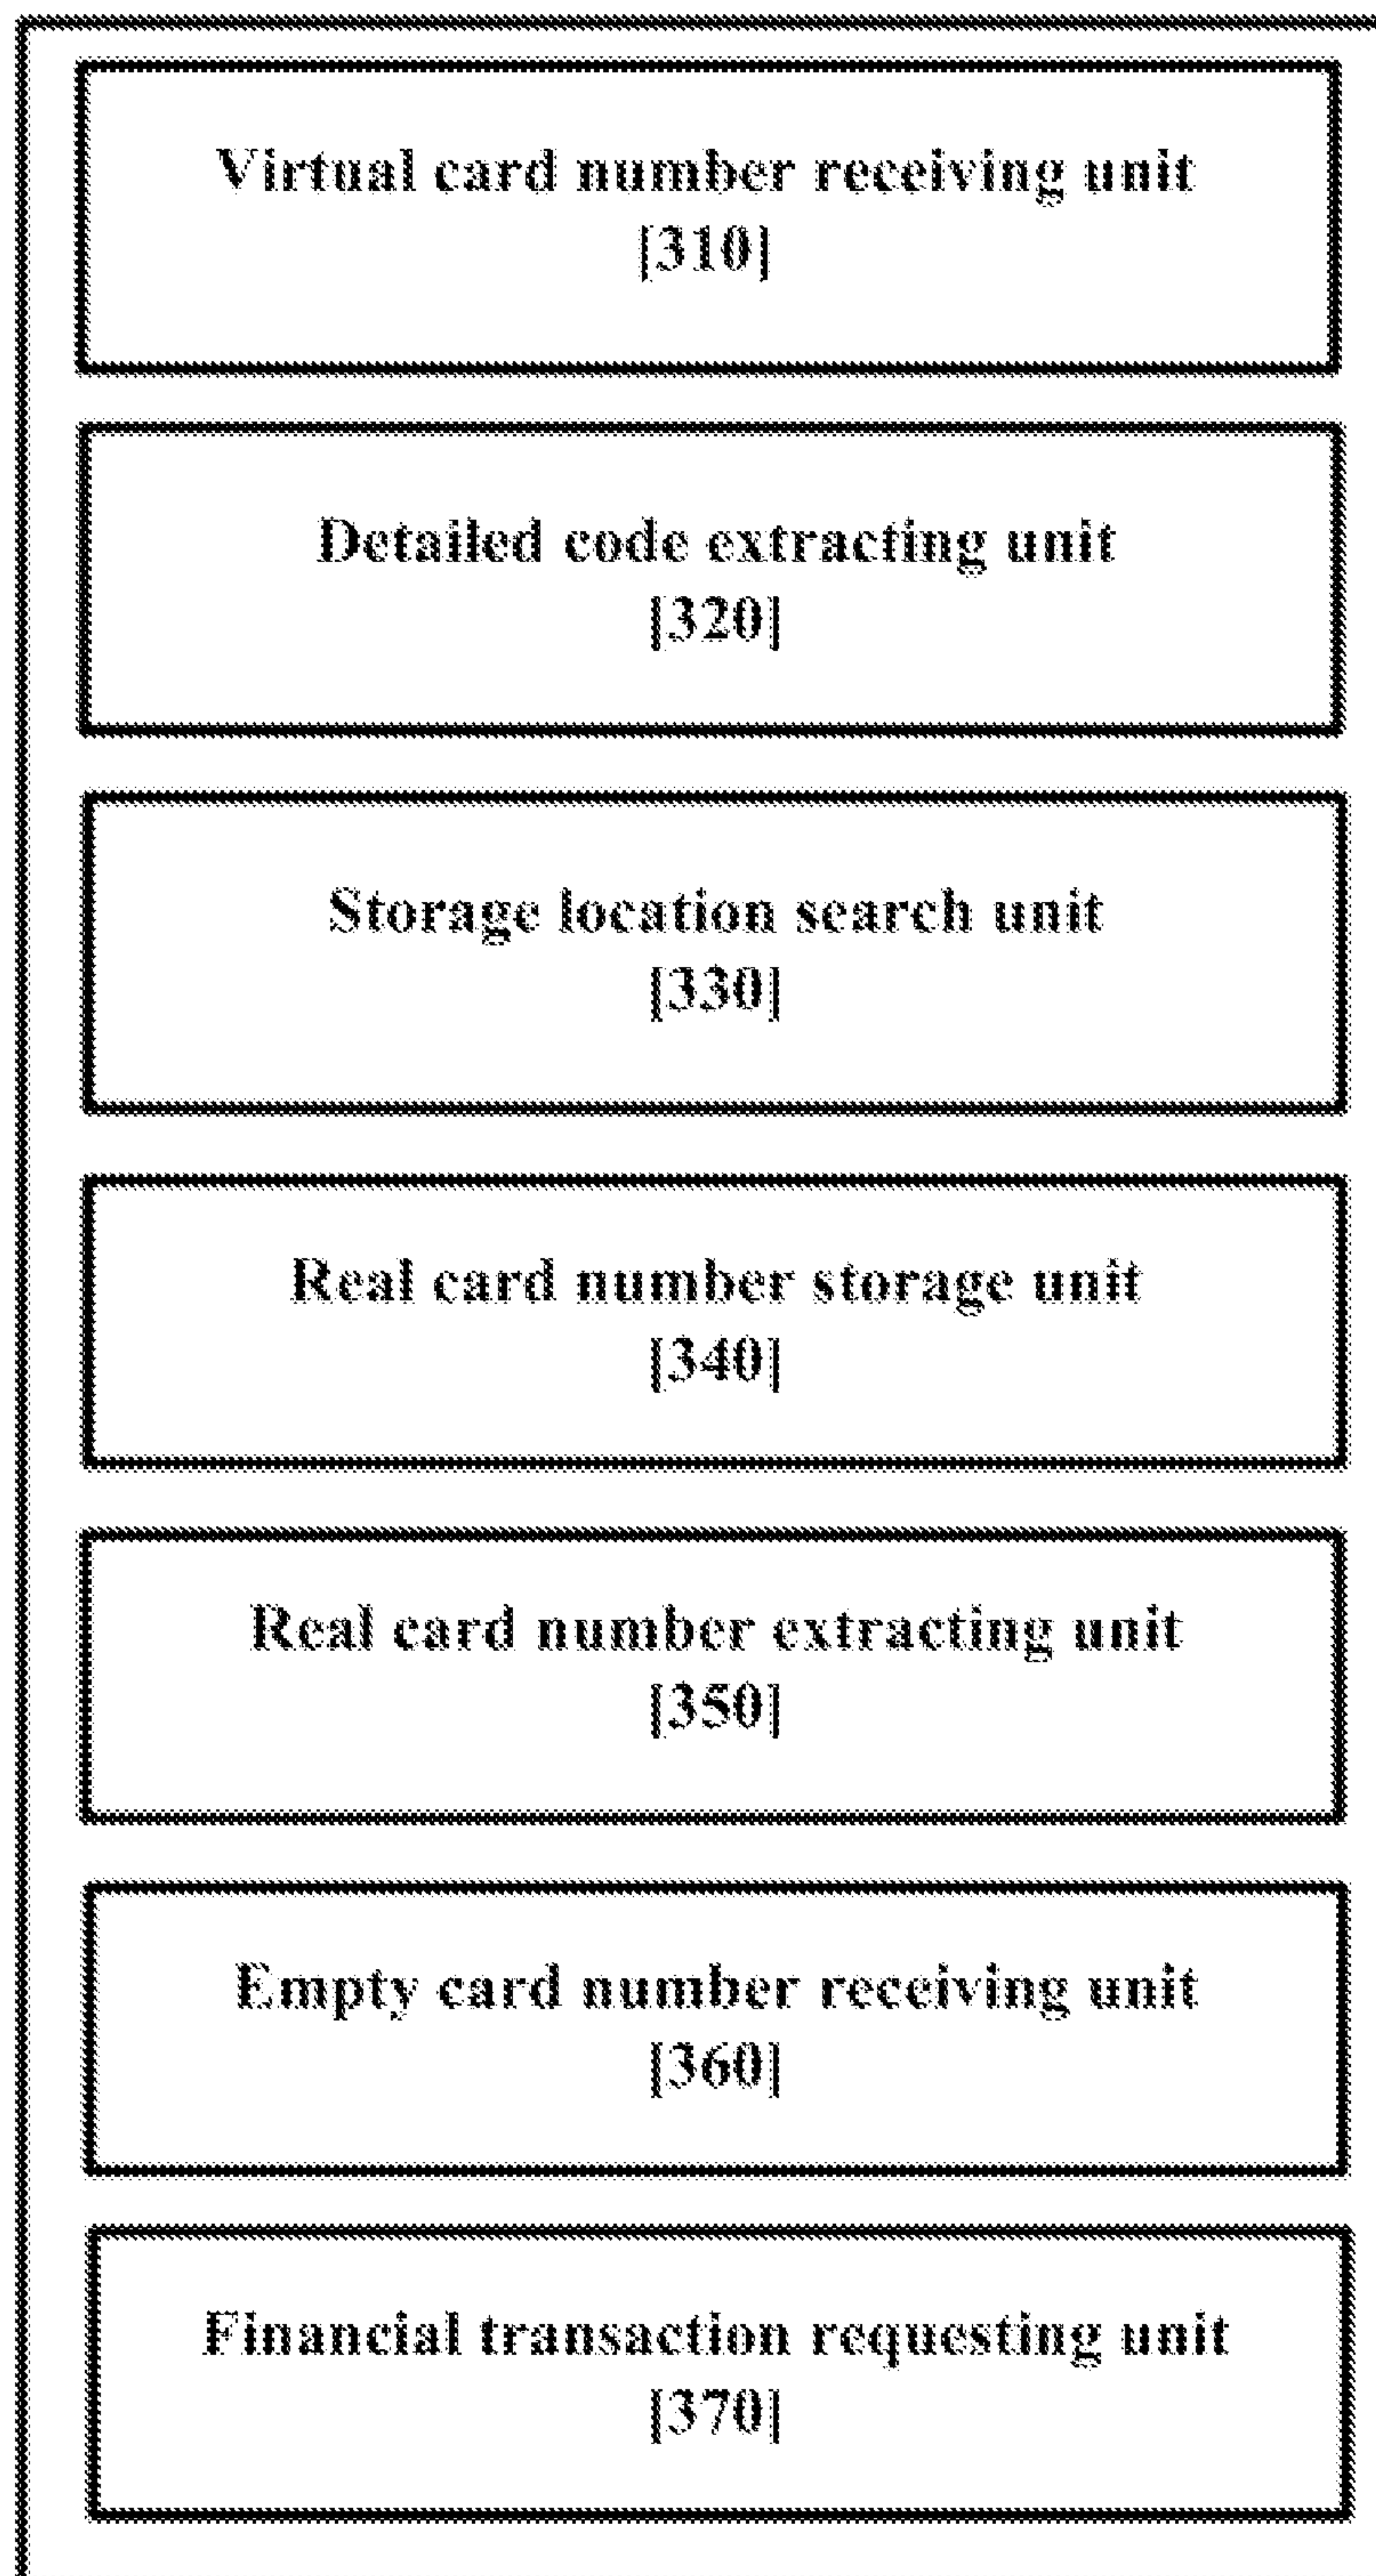 Virtual card number receiving unit
[310]
Detailed code extracting unit
[320]
Storage location search unit
[330]
Real card number storage unit
[340]
Real card number extracting unit
[350]
Empty card number receiving unit
[360]
Financial transaction requesting unit
[370]